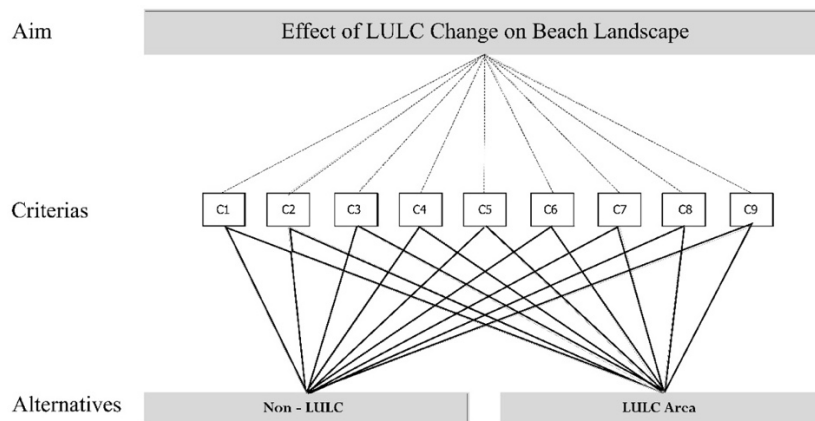 Aim
Effect of LULC Change on Beach Landscape
Criterias
C1 C2 C3 C4 C5 C6 C7 C8 C9
Alternatives
Non - LULC
LULC Area